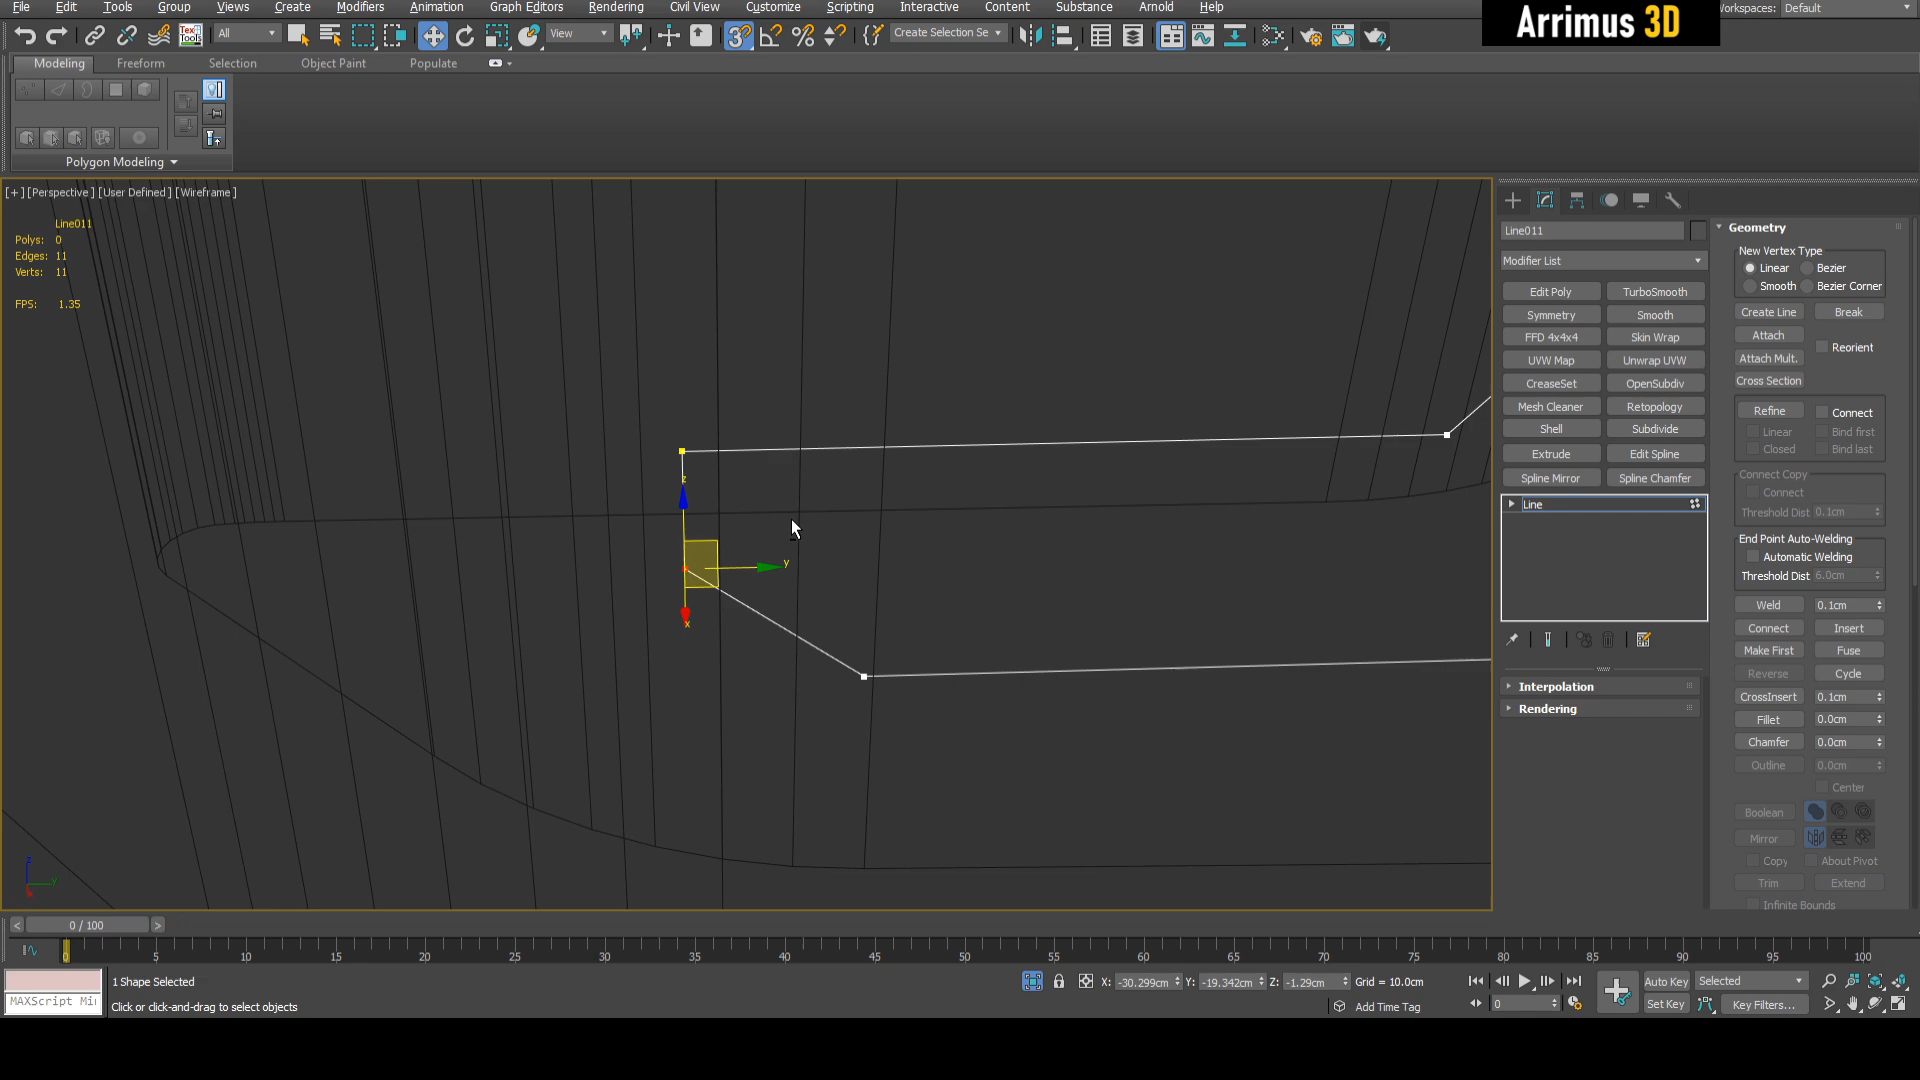 File Edit Tools Group Views Create Modifiers Animation Graph Editors Rendering Civil View Customize Scripting Interactive Content Substance Arnold Help
orkspaces: Default
Arrimus 3D
All
View
Create Selection Se
Modeling Freeform Selection Object Paint Populate
Polygon Modeling
[+] [Perspective] [User Defined] [Wireframe]
Line011
Polys: 0
Edges: 11
Verts: 11
FPS: 1.35
z
y
x
z
y
Line011
Modifier List
Edit Poly TurboSmooth
Symmetry Smooth
FFD 4x4x4 Skin Wrap
UVW Map Unwrap UVW
CreaseSet OpenSubdiv
Mesh Cleaner Retopology
Shell Subdivide
Extrude Edit Spline
Spline Mirror Spline Chamfer
Line
Interpolation
Rendering
Geometry
New Vertex Type
Linear Bezier
Smooth Bezier Corner
Create Line Break
Attach
Reorient
Attach Mult.
Cross Section
Refine Connect
Linear Bind first
Closed Bind last
Connect Copy
Connect
Threshold Dist 0.1cm
End Point Auto-Welding
Automatic Welding
Threshold Dist 6.0cm
Weld 0.1cm
Connect Insert
Make First Fuse
Reverse Cycle
CrossInsert 0.1cm
Fillet 0.0cm
Chamfer 0.0cm
Outline 0.0cm
Center
Boolean
Mirror
Copy About Pivot
Trim Extend
Infinite Bounds
< 0 / 100 >
0 5 10 15 20 25 30 35 40 45 50 55 60 65 70 75 80 85 90 95 100
1 Shape Selected
X: -30.299cm Y: -19.342cm Z: -1.29cm Grid = 10.0cm
Auto Key Selected
MAXScript Mi
Click or click-and-drag to select objects
Add Time Tag
0
Set Key Key Filters...